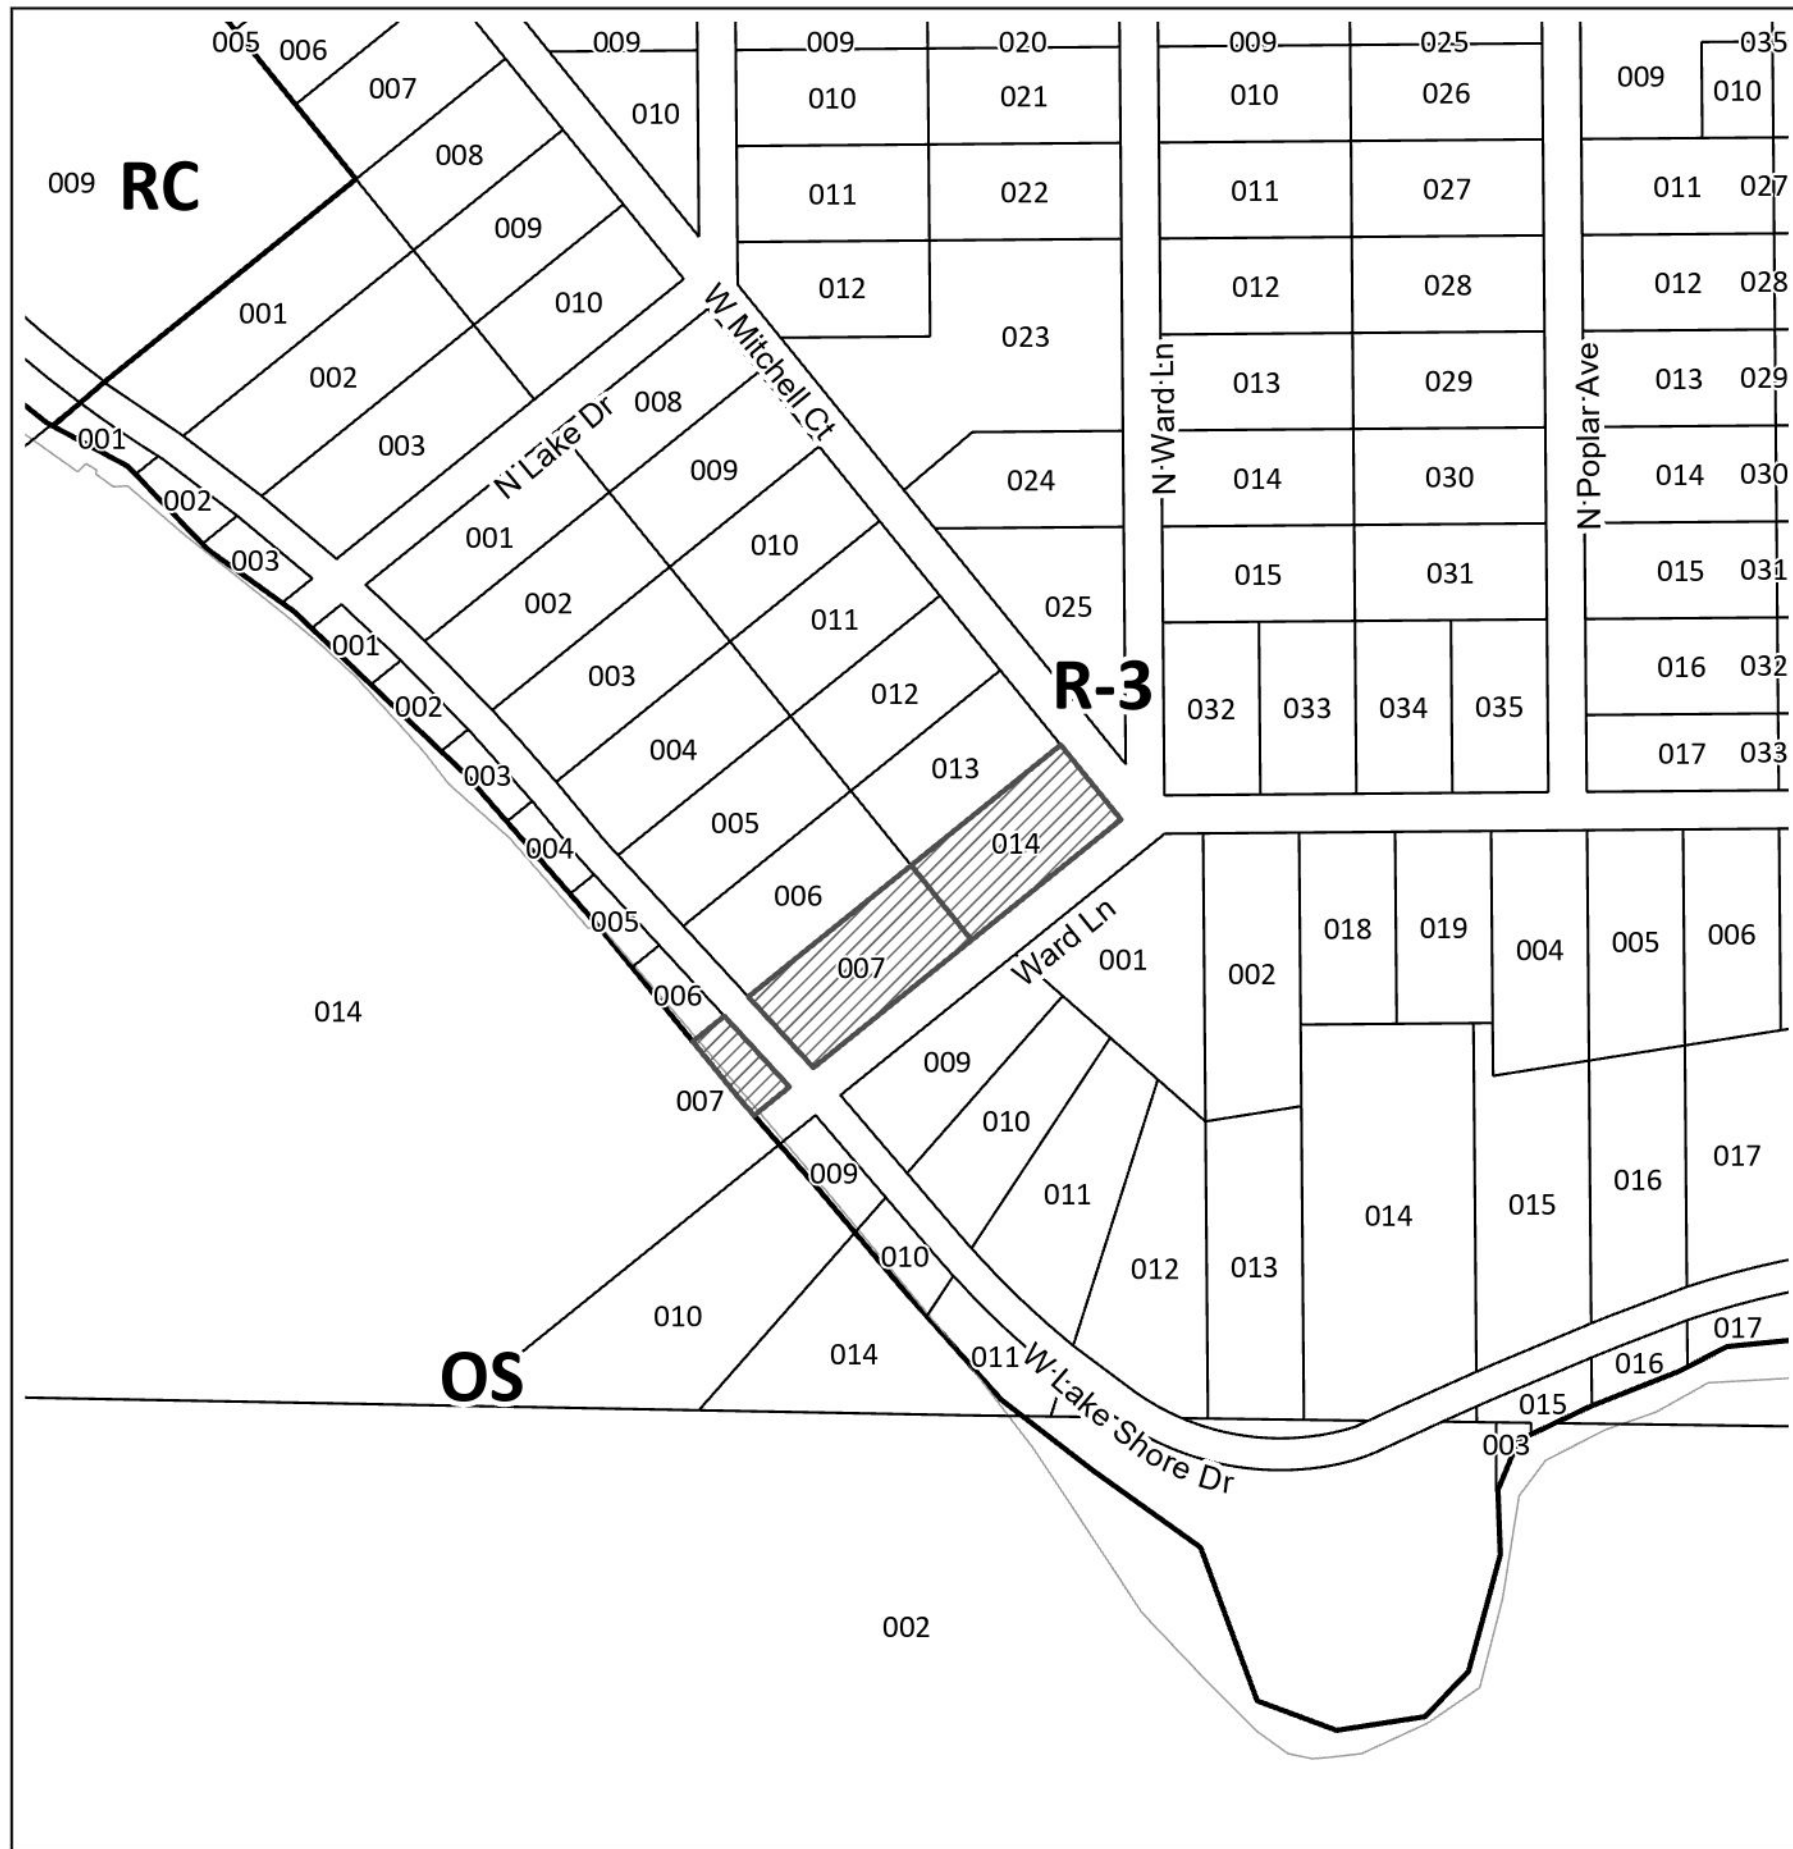 005 006 009 009 020 009 025 035
007 010 010 021 010 026 009 010
009 RC 008 011 022 011 027 011 027
009
001 010 012 012 028 012 028
W Mitchell Ct
023
002 008 013 029 013 029
N Lake Dr
N Ward Ln
N Poplar Ave
001 003 009 024 014 030 014 030
002 001 010 015 031 015 031
003 002 011 025
001 003 012 R-3 032 033 034 035 016 032
002 004 013 017 033
003 005 014
004 006 018 019 004 005 006
005 007 Ward Ln 001 002
006
014 009
007 010
009 011 014 015 016 017
010 012 013
010 014 011 W Lake Shore Dr 015 016 017
OS
003
002